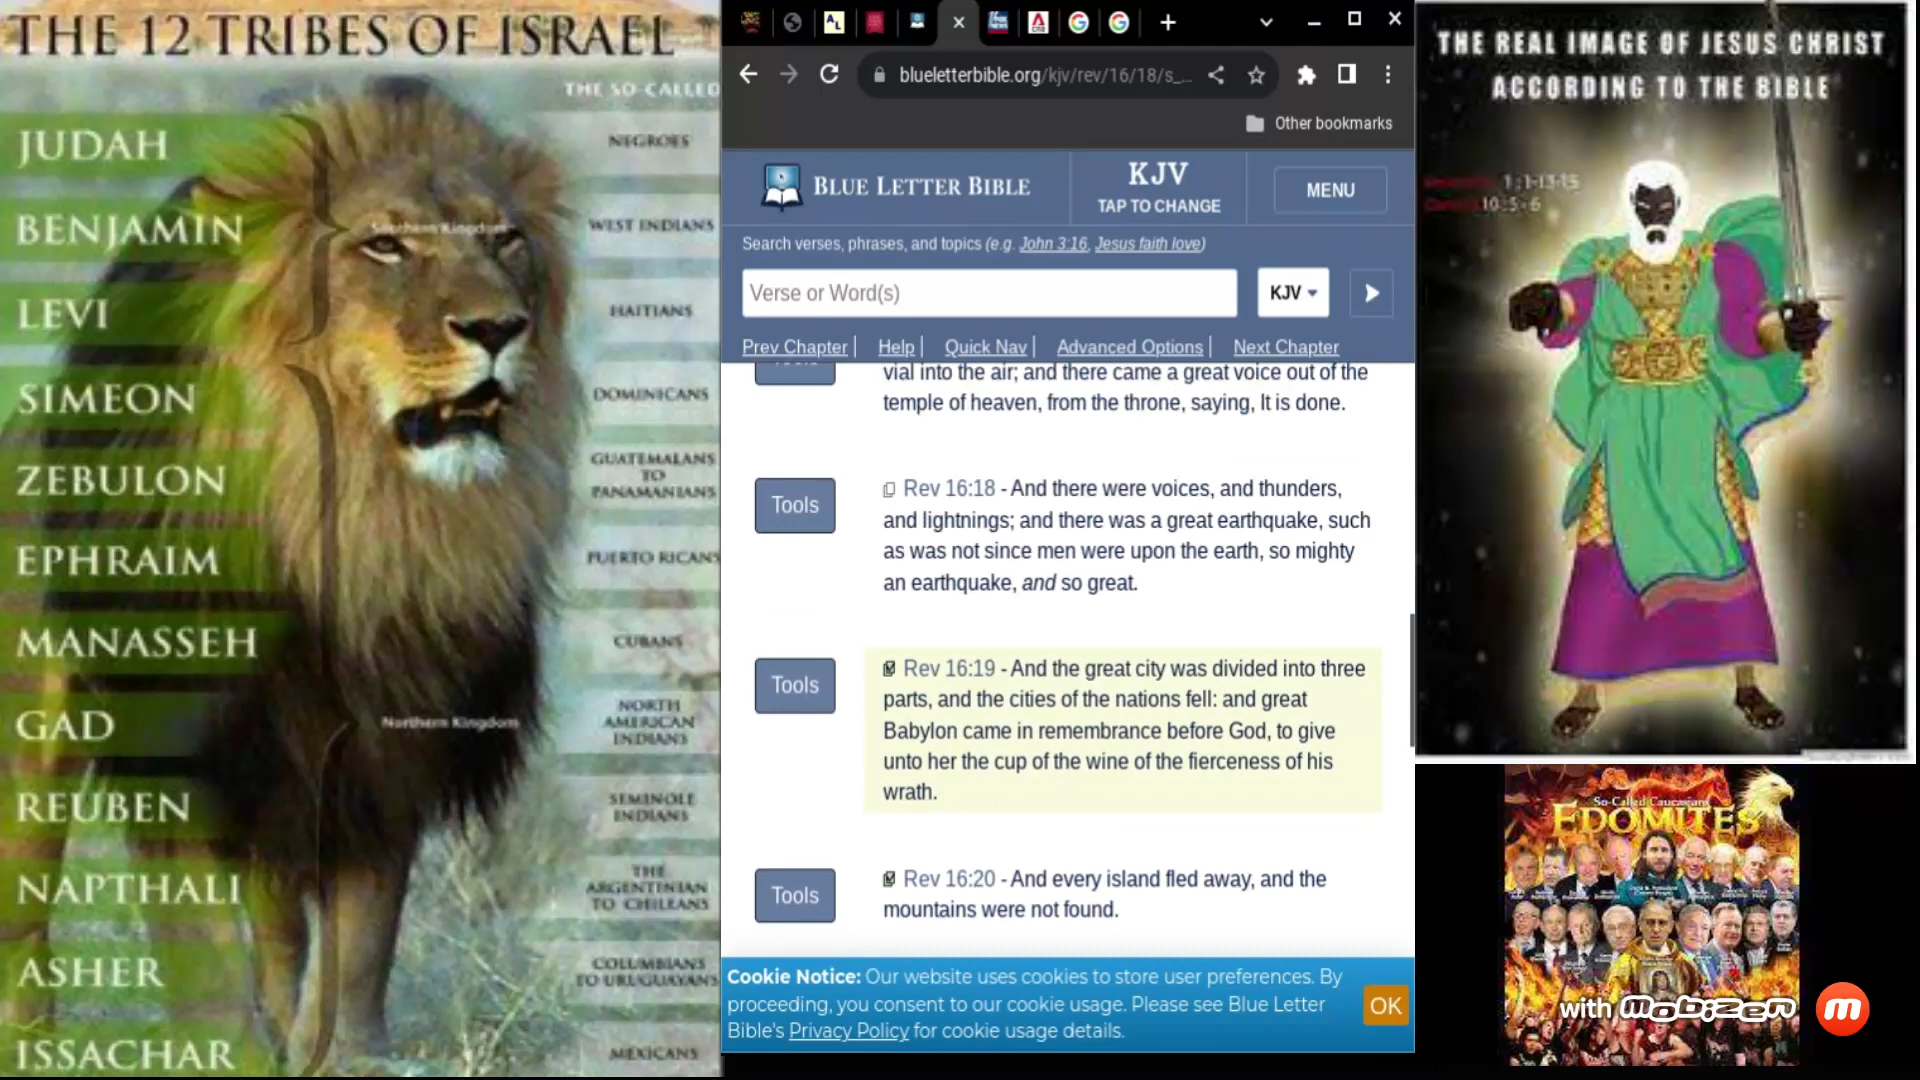 THE 12 TRIBES OF ISRAEL
THE SO-CALLED
JUDAH
NEGROES
BENJAMIN
WEST INDIANS
Southern Kingdom
LEVI
HAITIANS
SIMEON
DOMINICANS
ZEBULON
GUATEMALANS
TO
PANAMANIANS
EPHRAIM
PUERTO RICANS
MANASSEH
CUBANS
GAD
NORTH
AMERICAN
INDIANS
Northern Kingdom
REUBEN
SEMINOLE
INDIANS
NAPTHALI
THE
ARGENTINIAN
TO CHILEANS
ASHER
COLUMBIANS
TO URUGUAYANS
ISSACHAR
MEXICANS
blueletterbible.org/kjv/rev/16/18/s_...
Other bookmarks
BLUE LETTER BIBLE
KJV
TAP TO CHANGE
MENU
Search verses, phrases, and topics (e.g. John 3:16, Jesus faith love)
Verse or Word(s)
KJV
Prev Chapter | Help | Quick Nav | Advanced Options | Next Chapter
vial into the air; and there came a great voice out of the
temple of heaven, from the throne, saying, It is done.
Tools
Rev 16:18 - And there were voices, and thunders,
and lightnings; and there was a great earthquake, such
as was not since men were upon the earth, so mighty
an earthquake, and so great.
Tools
Rev 16:19 - And the great city was divided into three
parts, and the cities of the nations fell: and great
Babylon came in remembrance before God, to give
unto her the cup of the wine of the fierceness of his
wrath.
Tools
Rev 16:20 - And every island fled away, and the
mountains were not found.
Cookie Notice: Our website uses cookies to store user preferences. By
proceeding, you consent to our cookie usage. Please see Blue Letter
Bible's Privacy Policy for cookie usage details.
OK
THE REAL IMAGE OF JESUS CHRIST
ACCORDING TO THE BIBLE
1:1-13-15
10:5-6
So-Called Caucasians
EDOMITES
with mobizen